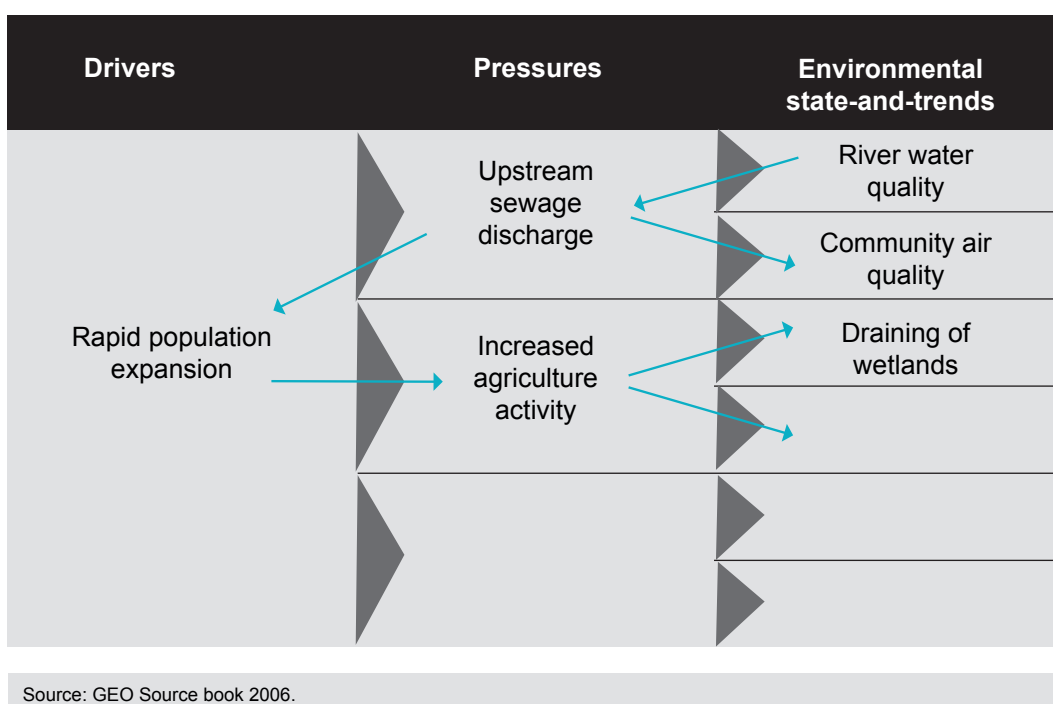 Drivers
Pressures
Environmental
state-and-trends
Rapid population
expansion
Upstream
sewage
discharge
Increased
agriculture
activity
River water
quality
Community air
quality
Draining of
wetlands
Source: GEO Source book 2006.